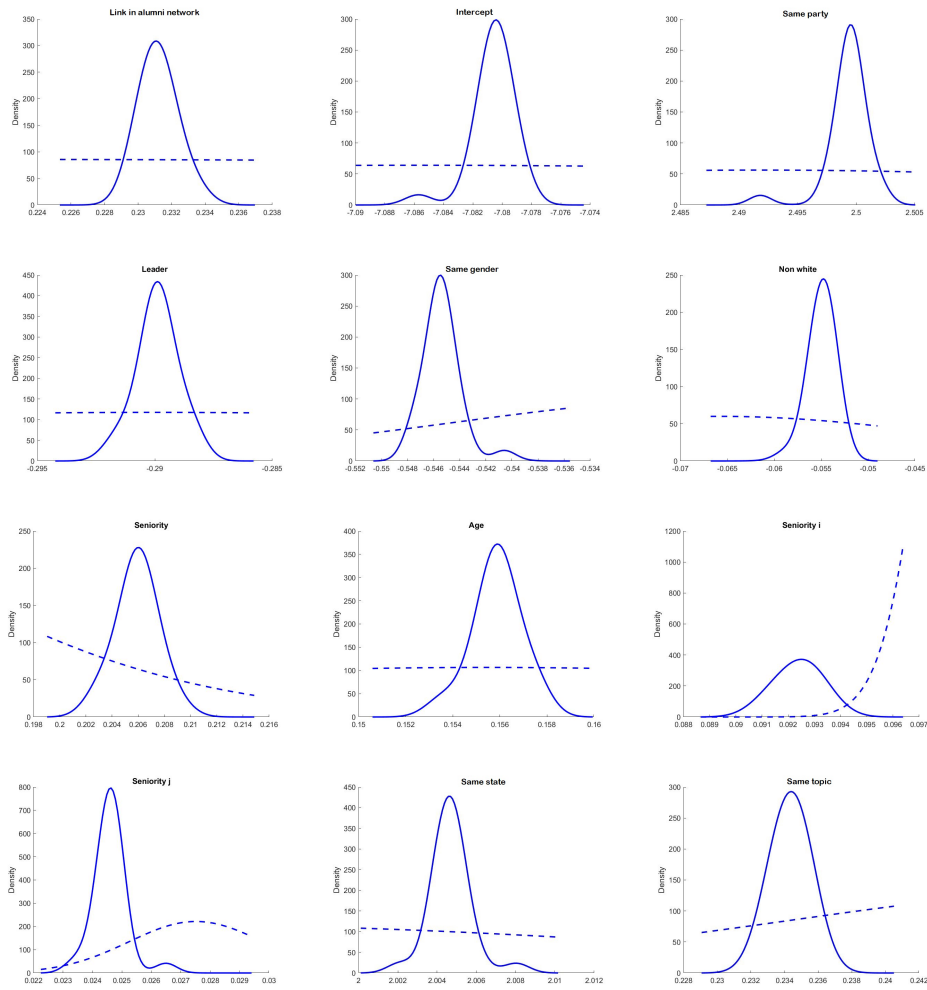 Link in alumni network
Density
350
300
250
200
150
100
50
0
0.224 0.226 0.228 0.23 0.232 0.234 0.236 0.238
Intercept
Density
300
250
200
150
100
50
0
-7.09 -7.088 -7.086 -7.084 -7.082 -7.08 -7.078 -7.076 -7.074
Same party
Density
300
250
200
150
100
50
0
2.485 2.49 2.495 2.5 2.505
Leader
Density
450
400
350
300
250
200
150
100
50
0
-0.295 -0.29 -0.285
Same gender
Density
300
250
200
150
100
50
0
-0.552 -0.55 -0.548 -0.546 -0.544 -0.542 -0.54 -0.538 -0.536 -0.534
Non white
Density
250
200
150
100
50
0
-0.07 -0.065 -0.06 -0.055 -0.05 -0.045
Seniority
Density
250
200
150
100
50
0
0.198 0.2 0.202 0.204 0.206 0.208 0.21 0.212 0.214 0.216
Age
Density
400
350
300
250
200
150
100
50
0
0.15 0.152 0.154 0.156 0.158 0.16
Seniority i
Density
1200
1000
800
600
400
200
0
0.088 0.089 0.09 0.091 0.092 0.093 0.094 0.095 0.096 0.097
Seniority j
Density
800
700
600
500
400
300
200
100
0
0.022 0.023 0.024 0.025 0.026 0.027 0.028 0.029 0.03
Same state
Density
450
400
350
300
250
200
150
100
50
0
2 2.002 2.004 2.006 2.008 2.01 2.012
Same topic
Density
300
250
200
150
100
50
0
0.228 0.23 0.232 0.234 0.236 0.238 0.24 0.242